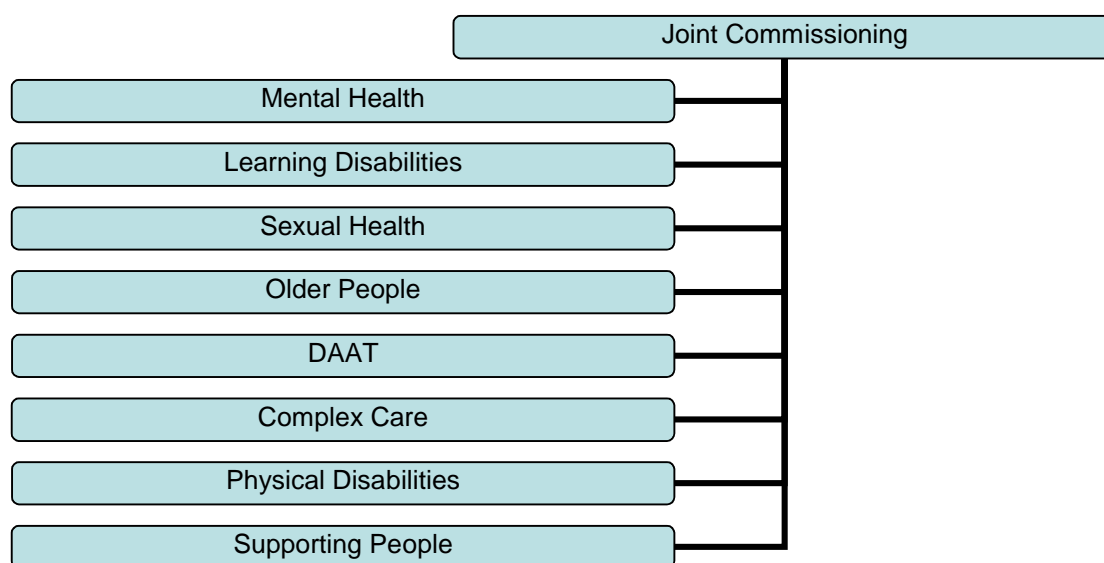 Joint Commissioning
Mental Health
Learning Disabilities
Sexual Health
Older People
DAAT
Complex Care
Physical Disabilities
Supporting People